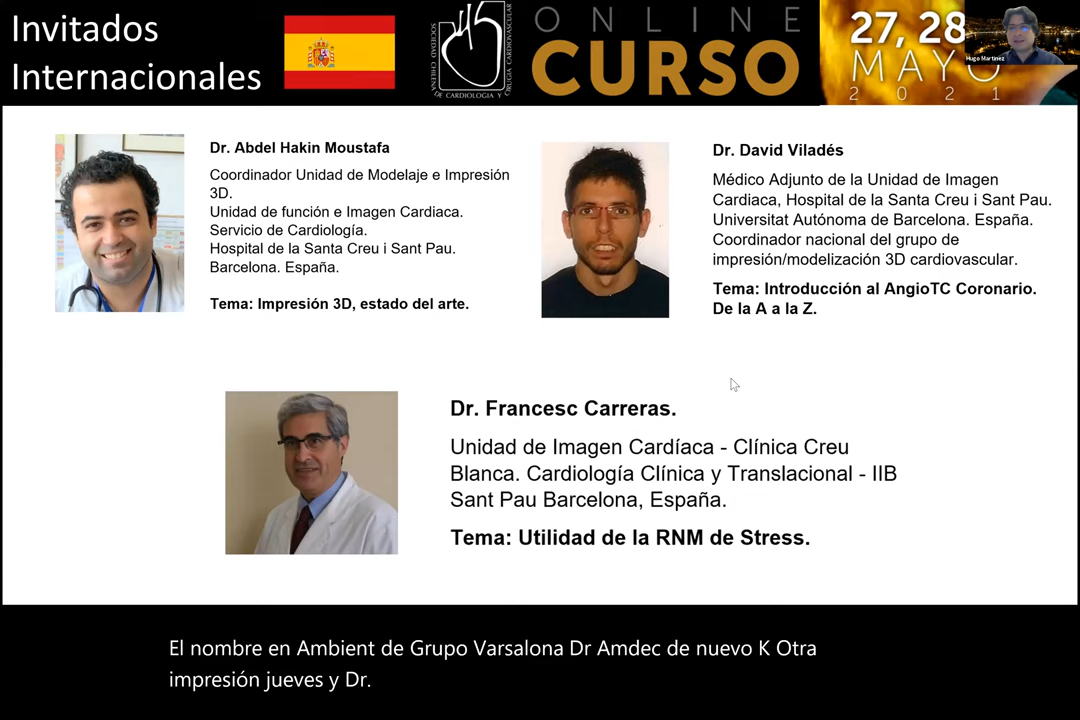 Invitados
Internacionales
SOCIEDAD CHILENA
DE CARDIOLOGIA Y
CIRUGIA CARDIOVASCULAR
ONLINE
CURSO
27, 28
MAYO
2021
Hugo Martinez
Dr. Abdel Hakin Moustafa
Coordinador Unidad de Modelaje e Impresión
3D.
Unidad de función e Imagen Cardiaca.
Servicio de Cardiología.
Hospital de la Santa Creu i Sant Pau.
Barcelona. España.
Tema: Impresión 3D, estado del arte.
Dr. David Viladés
Médico Adjunto de la Unidad de Imagen
Cardiaca, Hospital de la Santa Creu i Sant Pau.
Universitat Autónoma de Barcelona. España.
Coordinador nacional del grupo de
impresión/modelización 3D cardiovascular.
Tema: Introducción al AngioTC Coronario.
De la A a la Z.
Dr. Francesc Carreras.
Unidad de Imagen Cardíaca - Clínica Creu
Blanca. Cardiología Clínica y Translacional - IIB
Sant Pau Barcelona, España.
Tema: Utilidad de la RNM de Stress.
El nombre en Ambient de Grupo Varsalona Dr Amdec de nuevo K Otra
impresión jueves y Dr.